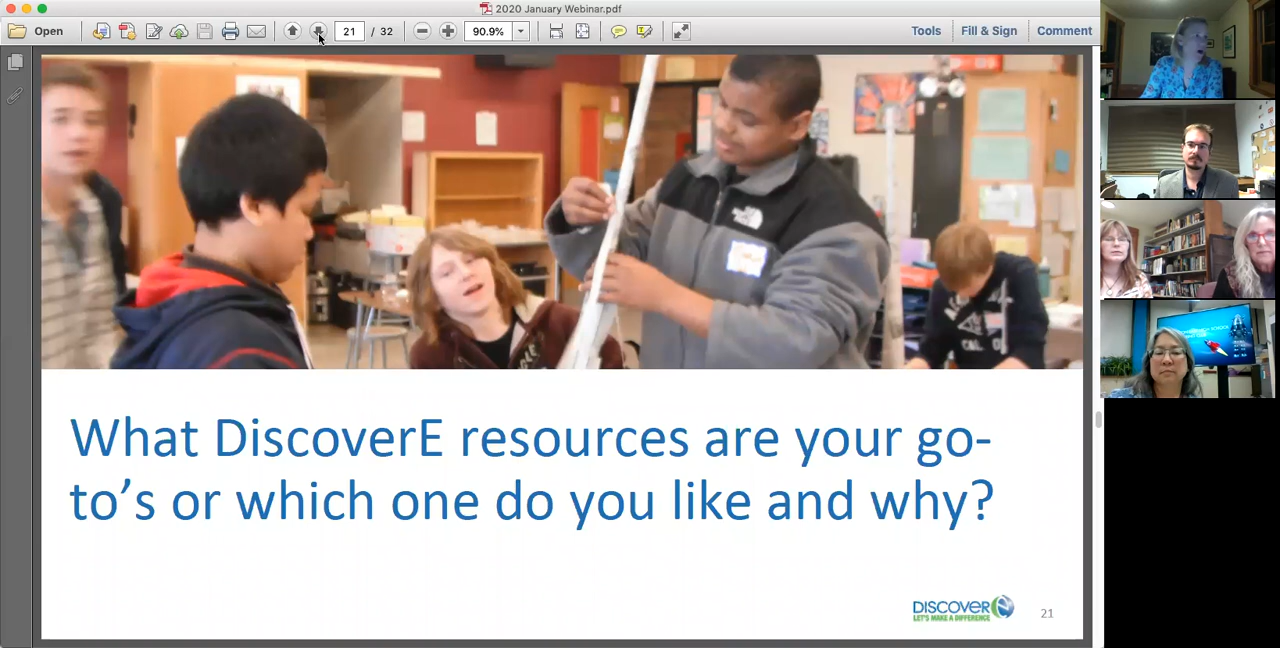 2020 January Webinar.pdf
Open
21 / 32
90.9%
Tools
Fill & Sign
Comment
What DiscoverE resources are your go-
to's or which one do you like and why?
DISCOVERE
LET'S MAKE A DIFFERENCE
21